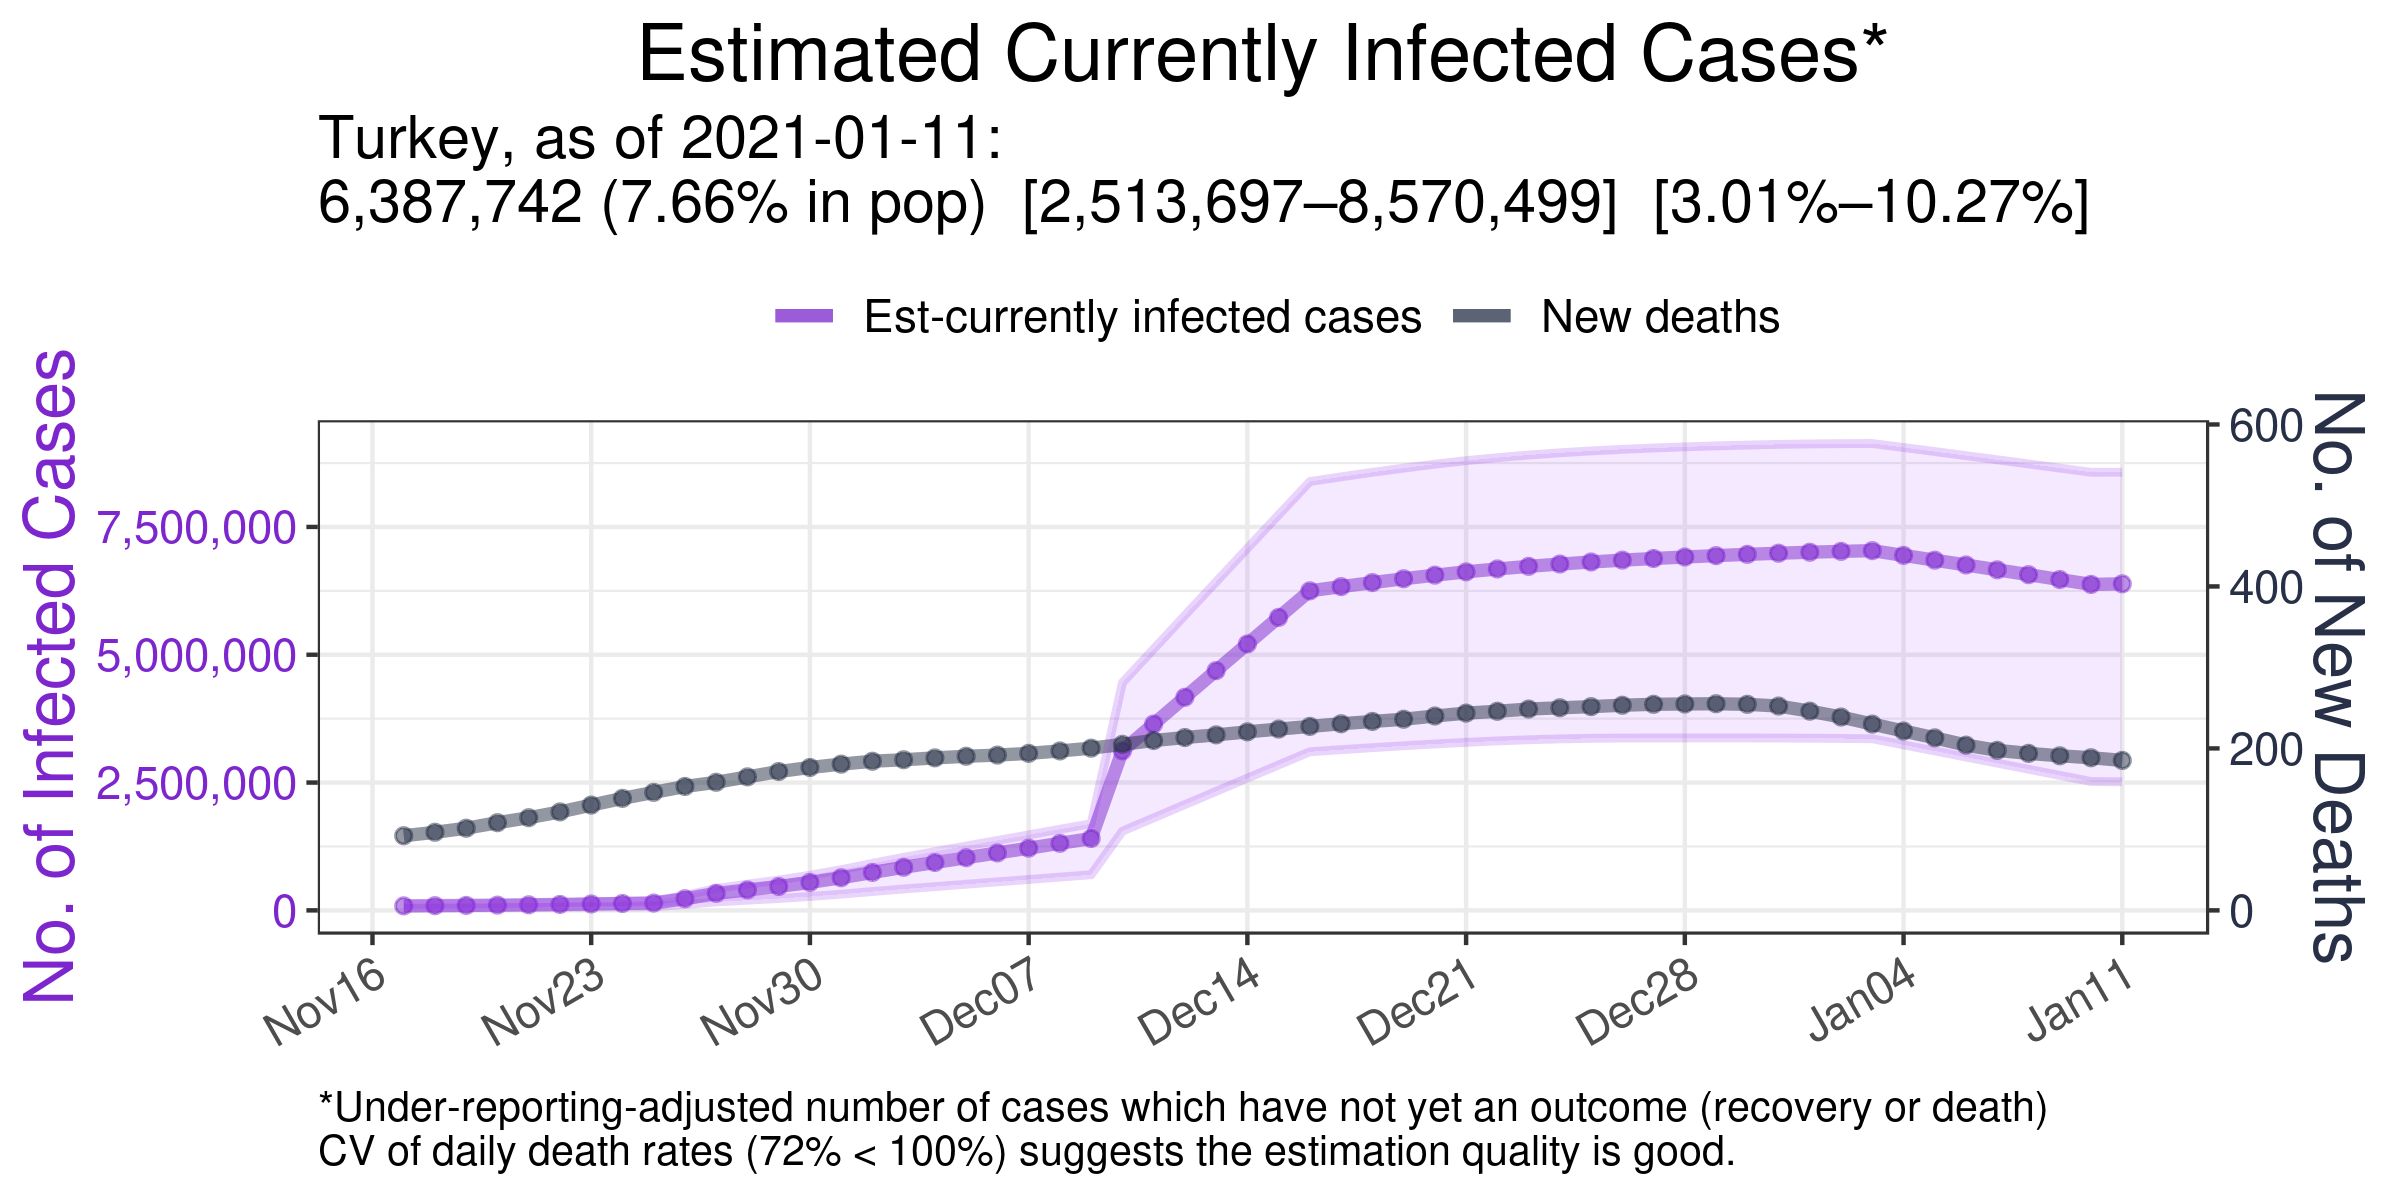 Estimated Currently Infected Cases*
Turkey, as of 2021-01-11:
6,387,742 (7.66% in pop)  [2,513,697–8,570,499]  [3.01%–10.27%]
Est-currently infected cases
New deaths
No. of Infected Cases
7,500,000
5,000,000
2,500,000
0
600
400
200
0
No. of New Deaths
Nov16
Nov23
Nov30
Dec07
Dec14
Dec21
Dec28
Jan04
Jan11
*Under-reporting-adjusted number of cases which have not yet an outcome (recovery or death)
CV of daily death rates (72% < 100%) suggests the estimation quality is good.